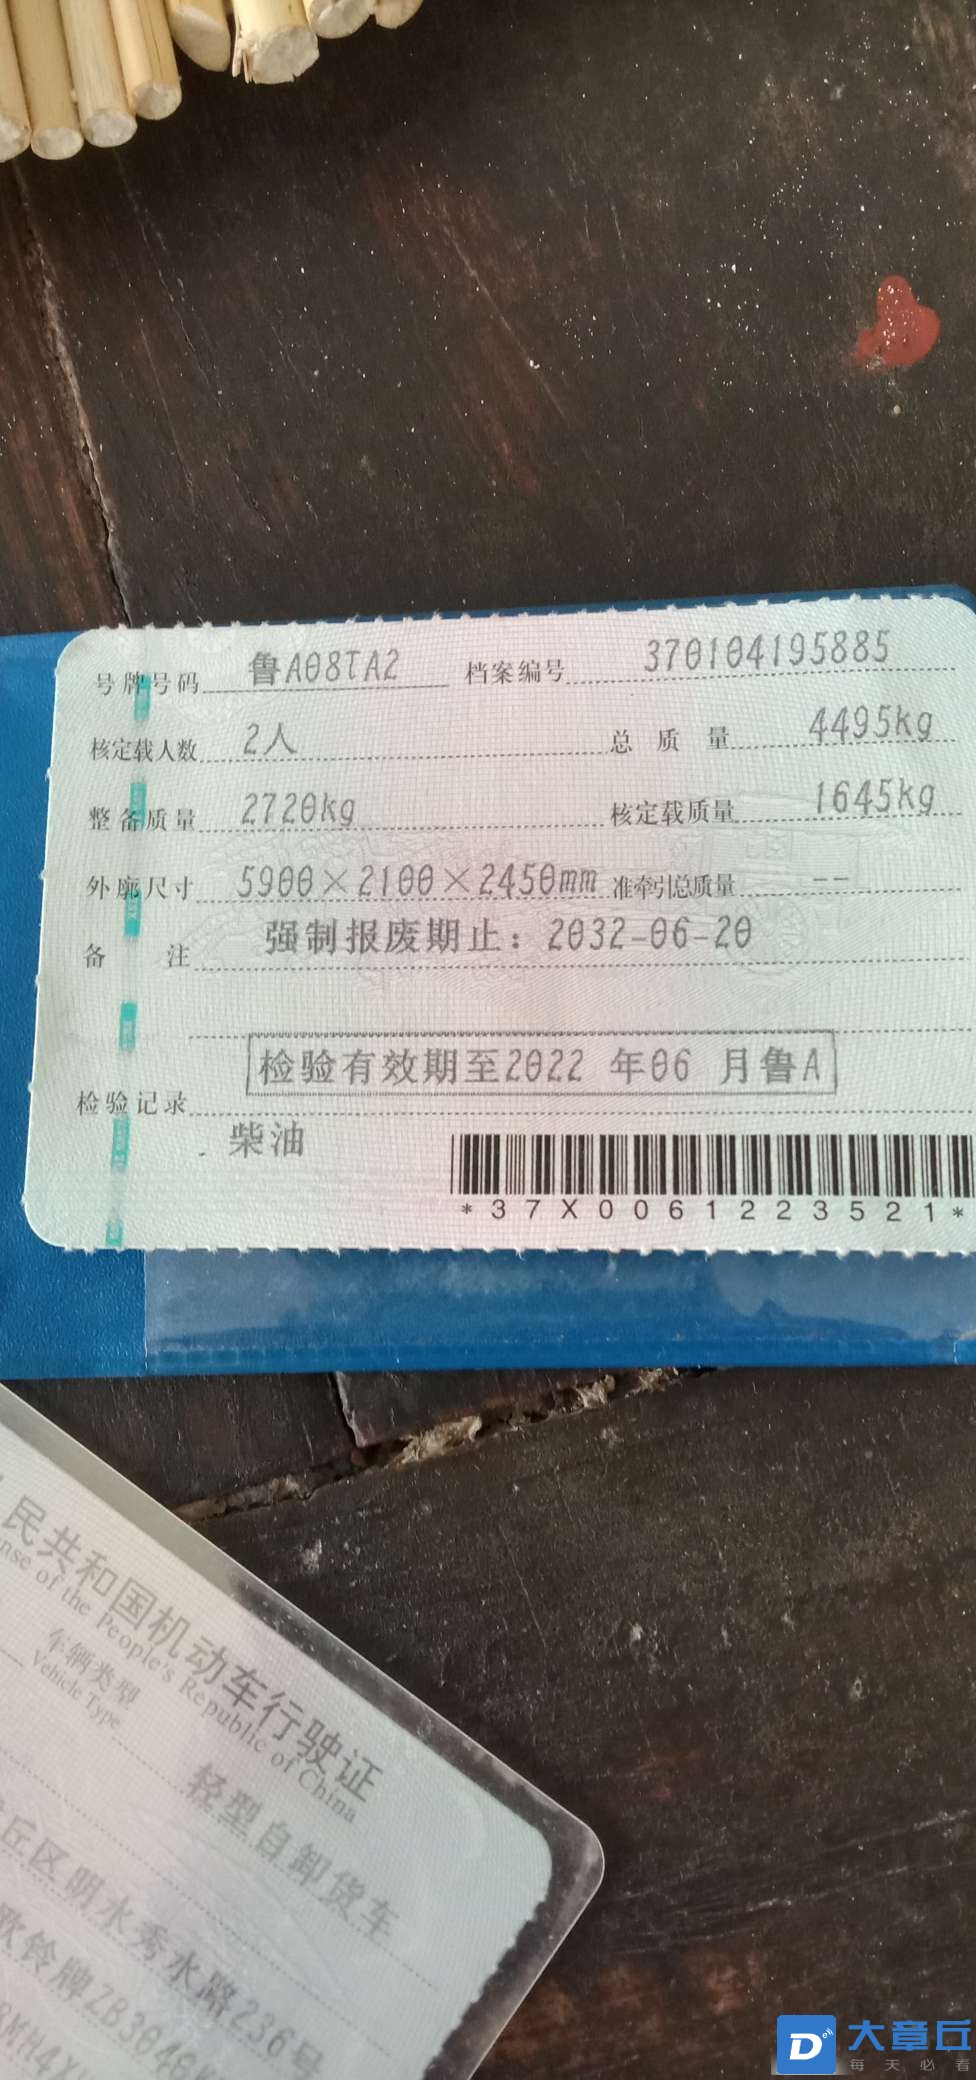 号牌号码 鲁A08TA2 档案编号 370104195885
核定载人数 2人 总质量 4495kg
整备质量 2720kg 核定载质量 1645kg
外廓尺寸 5900×2100×2450mm 准牵引总质量 --
备注 强制报废期止：2032-06-20
检验记录 检验有效期至2022 年06 月鲁A
柴油
*37X0061223521*
民共和国机动车行驶证
nse of the People's Republic of China
车辆类型
Vehicle Type
轻型自卸货车
丘区明水秀水路236号
欧铃牌ZB3046
大章丘
每天必看